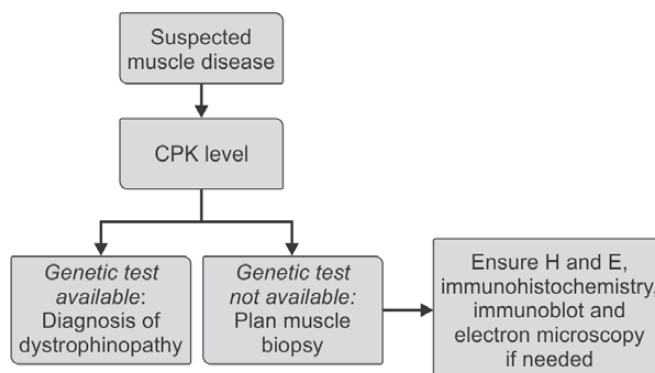 Suspected
muscle disease
CPK level
Genetic test
available:
Diagnosis of
dystrophinopathy
Genetic test
not available:
Plan muscle
biopsy
Ensure H and E,
immunohistochemistry,
immunoblot and
electron microscopy
if needed